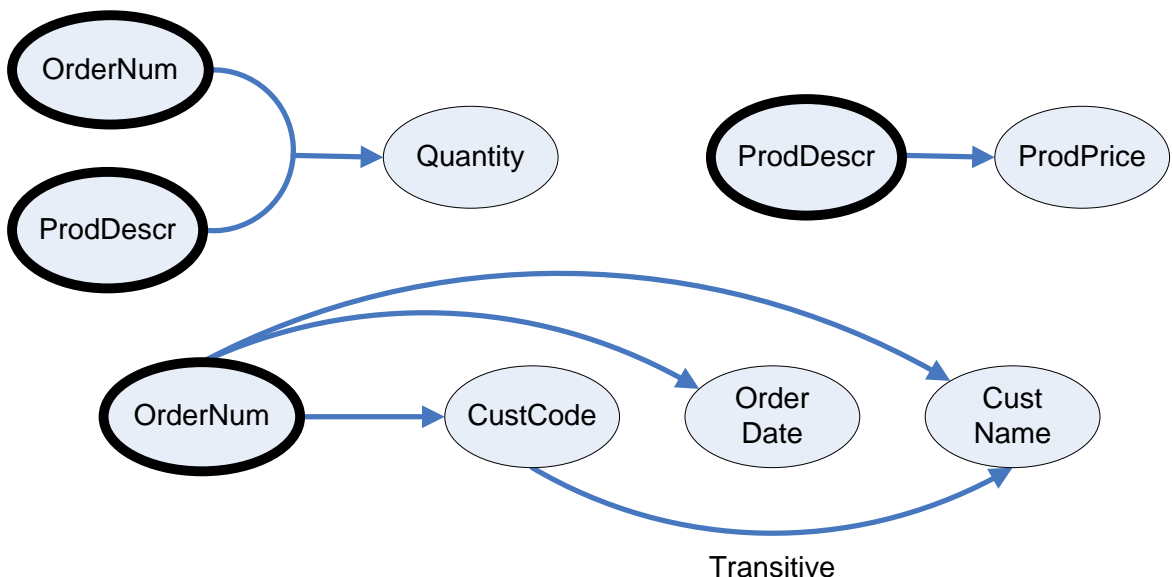 OrderNum
Quantity
ProdDescr
ProdDescr
ProdPrice
OrderNum
CustCode
Order
Date
Cust
Name
Transitive